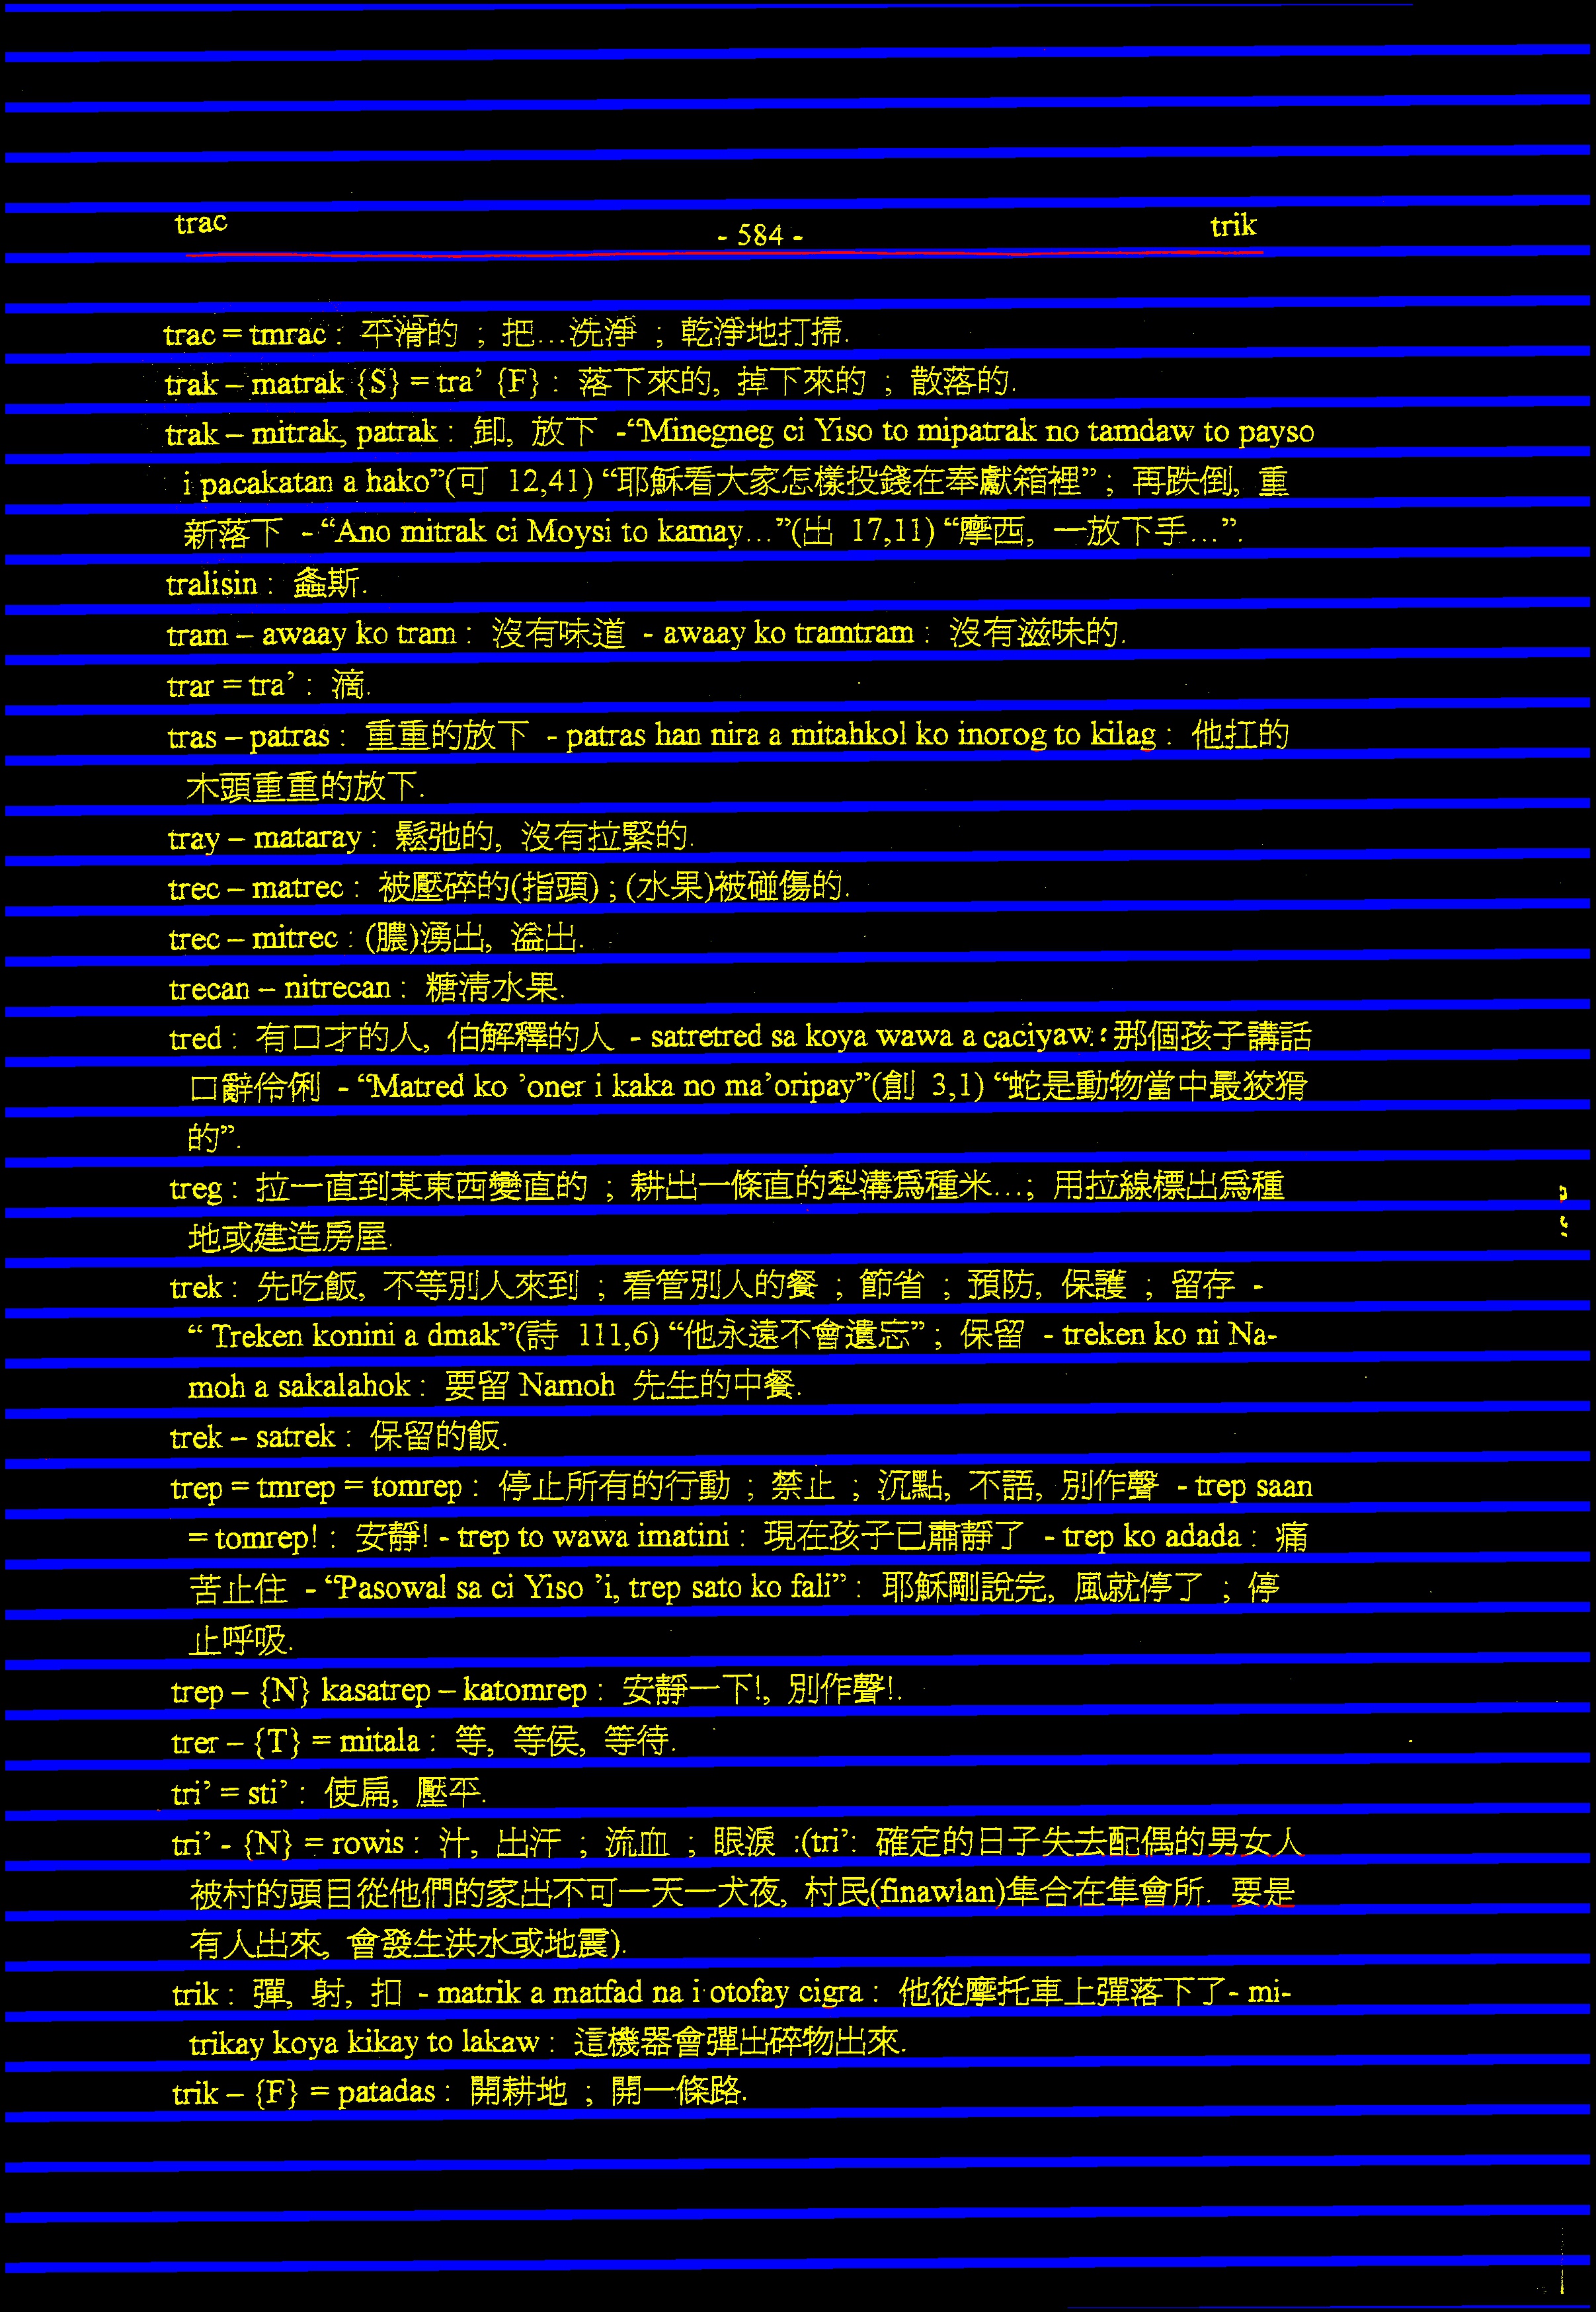 trac - 584 - trik
trac = tmrac : 平滑的 ; 把...洗淨 ; 乾淨地打掃.
trak – matrak {S} = tra’ {F} : 落下來的, 掉下來的 ; 散落的.
trak – mitrak, patrak : 卸, 放下 -“Minegneg ci Yiso to mipatrak no tamdaw to payso
i pacakatan a hako”(可 12,41) “耶穌看大家怎樣投錢在奉獻箱裡” ; 再跌倒, 重
新落下 - “Ano mitrak ci Moysi to kamay...”(出 17,11) “摩西, 一放下手...”.
tralisin : 螽斯.
tram – awaay ko tram : 沒有味道 - awaay ko tramtram : 沒有滋味的.
trar = tra’ : 滴.
tras – patras : 重重的放下 - patras han nira a mitahkol ko inorog to kilag : 他扛的
木頭重重的放下.
tray – mataray : 鬆弛的, 沒有拉緊的.
trec – matrec : 被壓碎的(指頭) ; (水果)被碰傷的.
trec – mitrec : (膿)湧出, 溢出.
trecan – nitrecan : 糖清水果.
tred : 有口才的人, 伯解釋的人 - satretred sa koya wawa a caciyaw : 那個孩子講話
口辭伶俐 - “Matred ko ’oner i kaka no ma’oripay”(創 3,1) “蛇是動物當中最狡猾
的”.
treg : 拉一直到某東西變直的 ; 耕出一條直的犁溝爲種米...; 用拉線標出爲種
地或建造房屋.
trek : 先吃飯, 不等別人來到 ; 看管別人的餐 ; 節省 ; 預防, 保護 ; 留存 -
“ Treken konini a dmak”(詩 111,6) “他永遠不會遺忘” ; 保留 - treken ko ni Na-
moh a sakalahok : 要留 Namoh 先生的中餐.
trek – satrek : 保留的飯.
trep = tmrep = tomrep : 停止所有的行動 ; 禁止 ; 沉點, 不語, 別作聲 - trep saan
= tomrep! : 安靜! - trep to wawa imatini : 現在孩子已肅靜了 - trep ko adada : 痛
苦止住 - “Pasowal sa ci Yiso ’i, trep sato ko fali” : 耶穌剛說完, 風就停了 ; 停
止呼吸.
trep – {N} kasatrep – katomrep : 安靜一下!, 別作聲!.
trer – {T} = mitala : 等, 等侯, 等待.
tri’ = sti’ : 使扁, 壓平.
tri’ - {N} = rowis : 汁, 出汗 ; 流血 ; 眼淚 :(tri’: 確定的日子失去配偶的男女人
被村的頭目從他們的家出不可一天一犬夜, 村民(finawlan)隼合在隼會所. 要是
有人出來, 會發生洪水或地震).
trik : 彈, 射, 扣 - matrik a matfad na i otofay cigra : 他從摩托車上彈落下了- mi-
trikay koya kikay to lakaw : 這機器會彈出碎物出來.
trik – {F} = patadas : 開耕地 ; 開一條路.